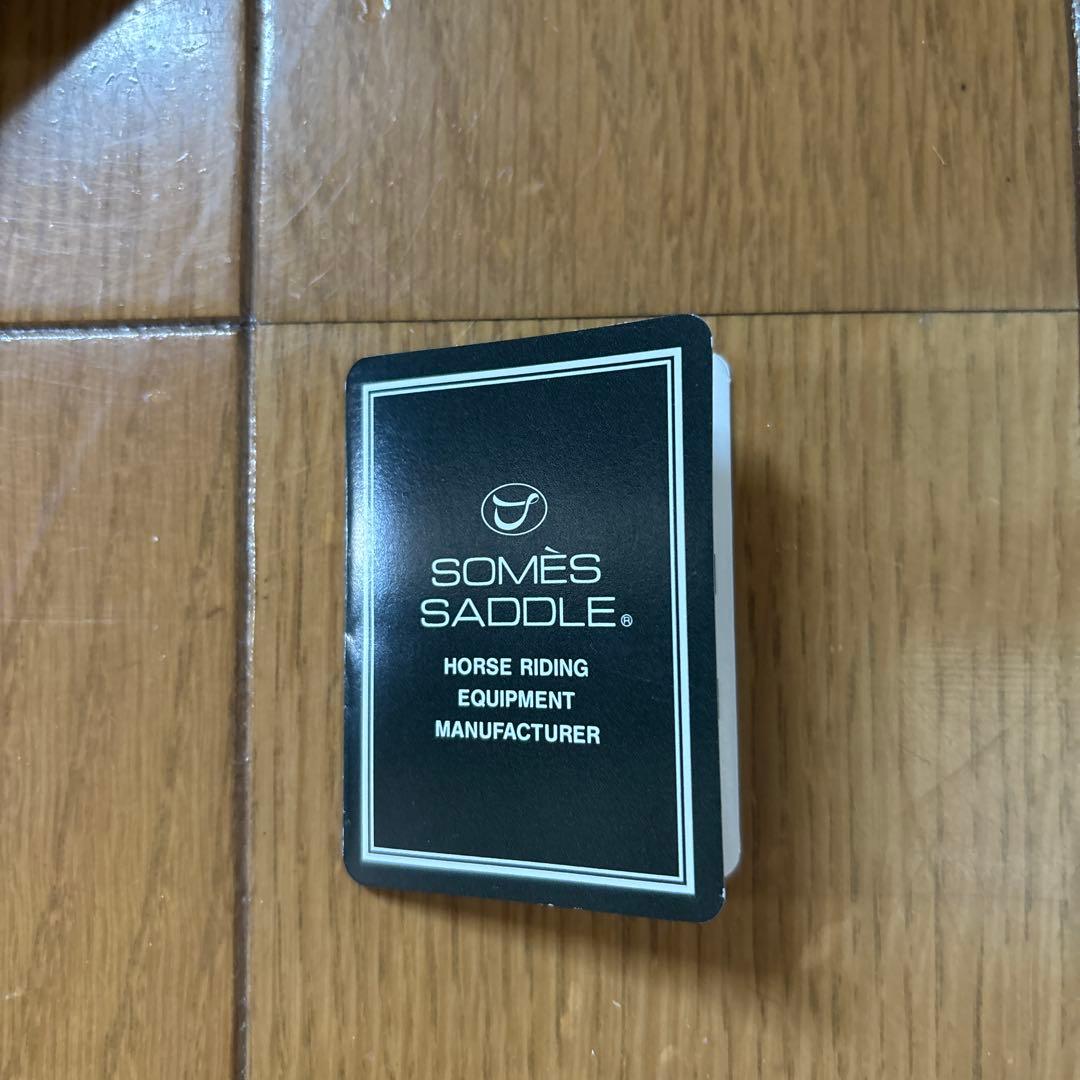 SOMÈS
SADDLE®
HORSE RIDING
EQUIPMENT
MANUFACTURER